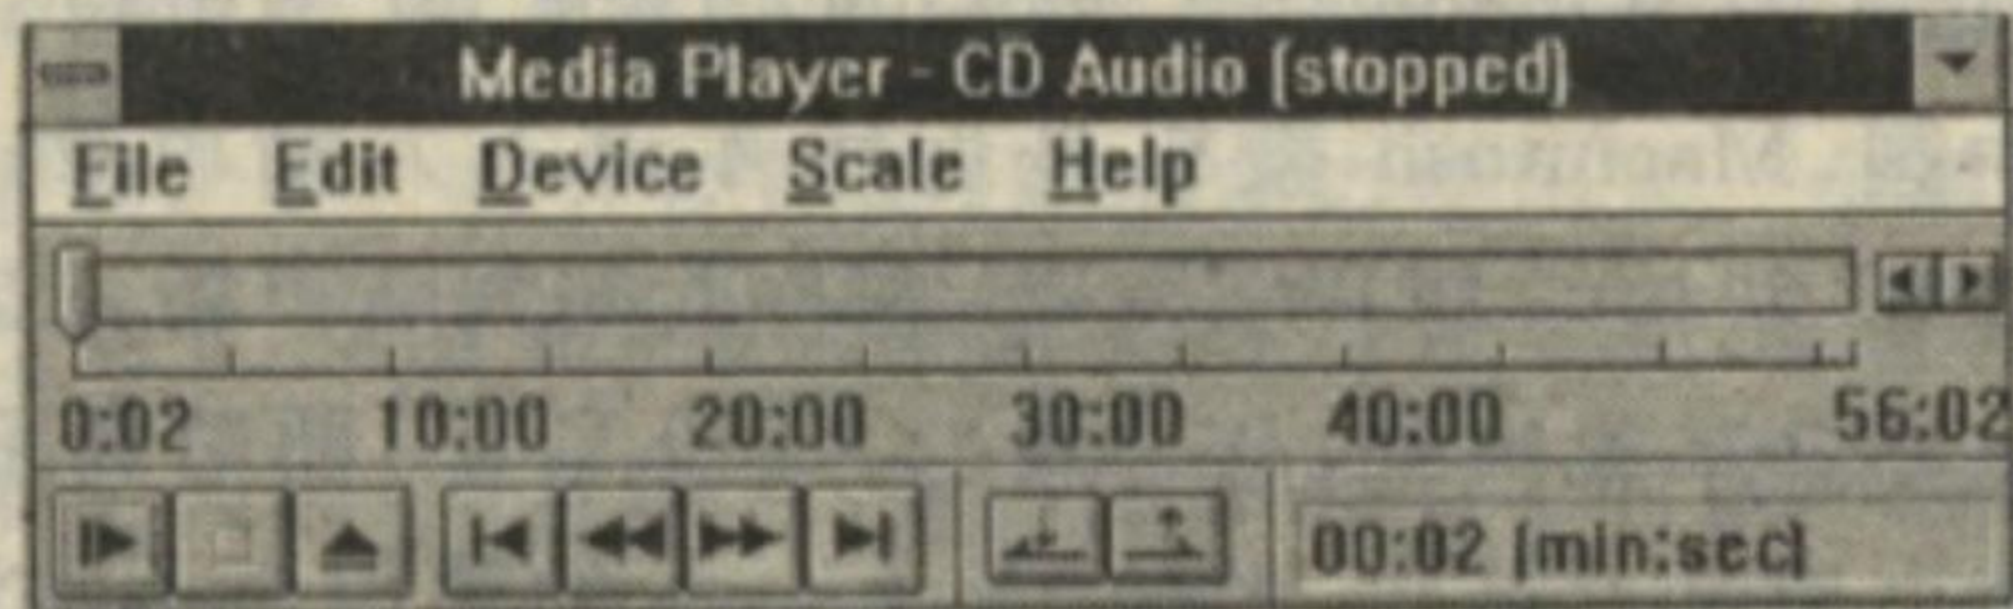 Media Player - CD Audio (stopped)
File Edit Device Scale Help
0:02 10:00 20:00 30:00 40:00 56:02
00:02 (min:sec)